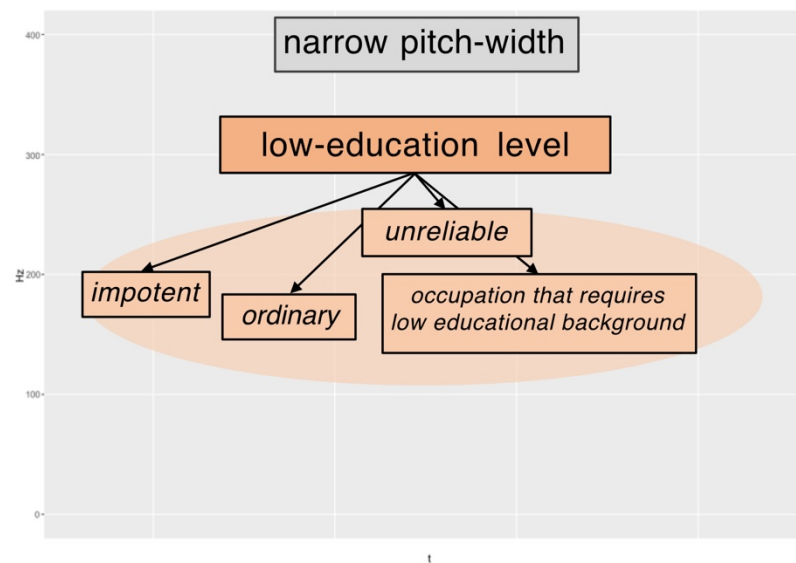 400
narrow pitch-width
low-education level
300
unreliable
Hz
200
impotent
ordinary
occupation that requires
low educational background
100
0
t